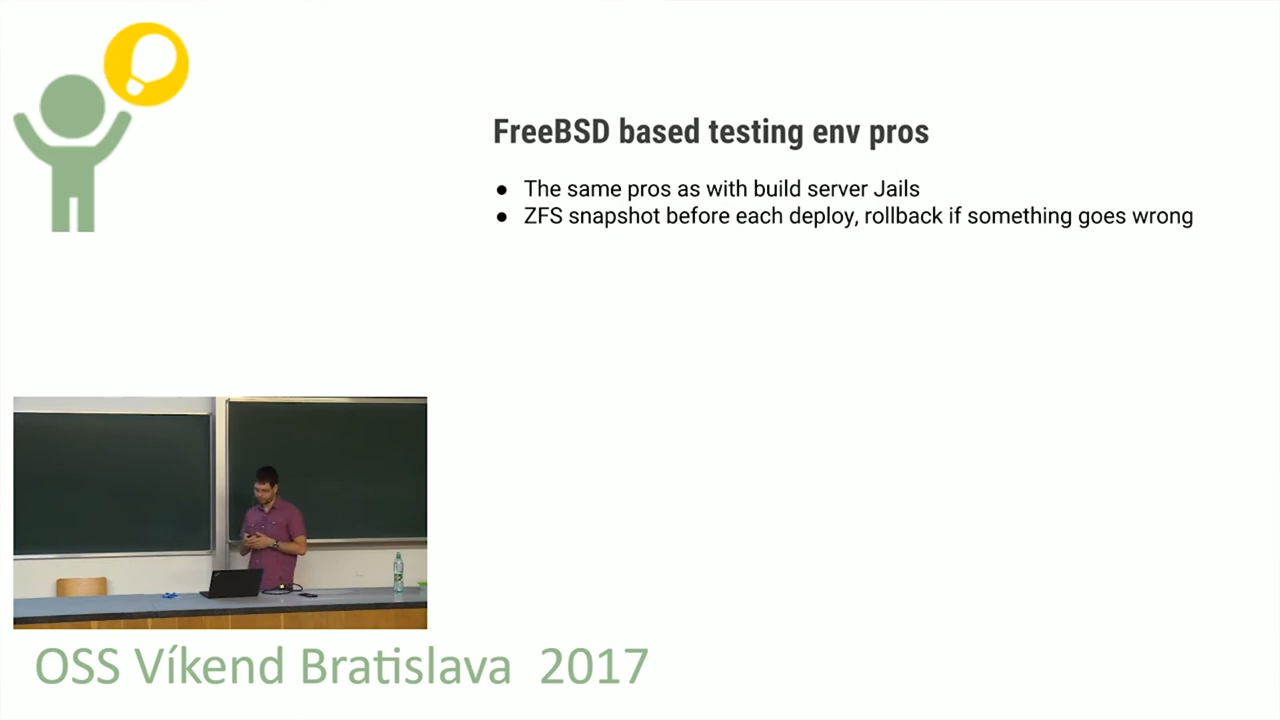 FreeBSD based testing env pros
● The same pros as with build server Jails
● ZFS snapshot before each deploy, rollback if something goes wrong
OSS Víkend Bratislava 2017